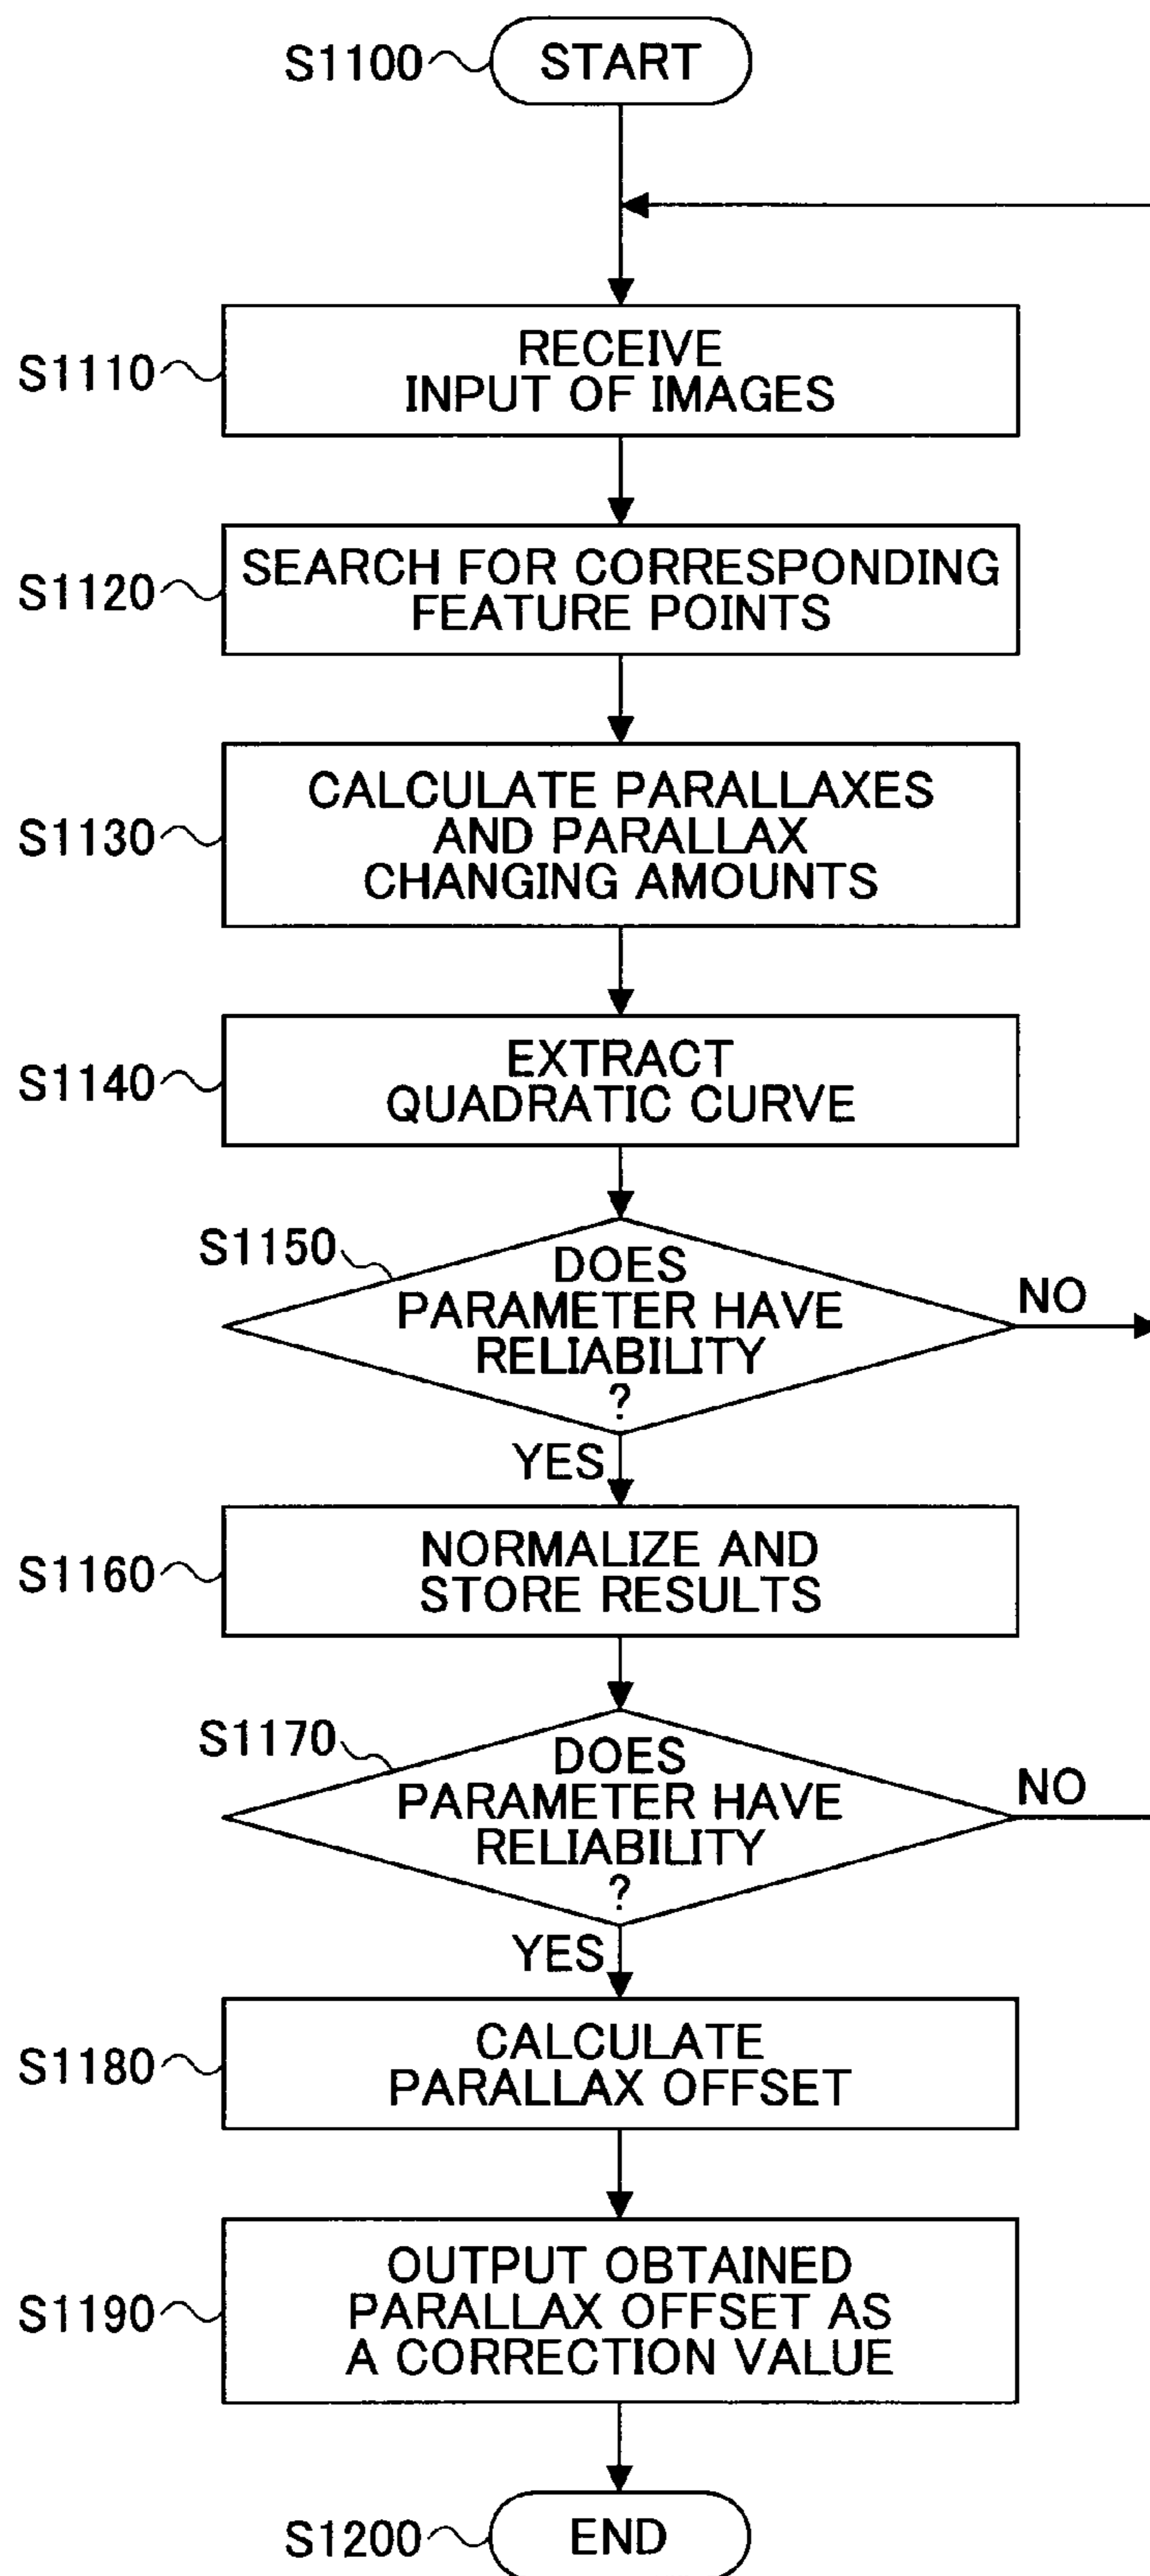 S1100
START
S1110
RECEIVE
INPUT OF IMAGES
S1120
SEARCH FOR CORRESPONDING
FEATURE POINTS
S1130
CALCULATE PARALLAXES
AND PARALLAX
CHANGING AMOUNTS
S1140
EXTRACT
QUADRATIC CURVE
S1150
DOES
PARAMETER HAVE
RELIABILITY
?
NO
YES
S1160
NORMALIZE AND
STORE RESULTS
S1170
DOES
PARAMETER HAVE
RELIABILITY
?
NO
YES
S1180
CALCULATE
PARALLAX OFFSET
S1190
OUTPUT OBTAINED
PARALLAX OFFSET AS
A CORRECTION VALUE
S1200
END